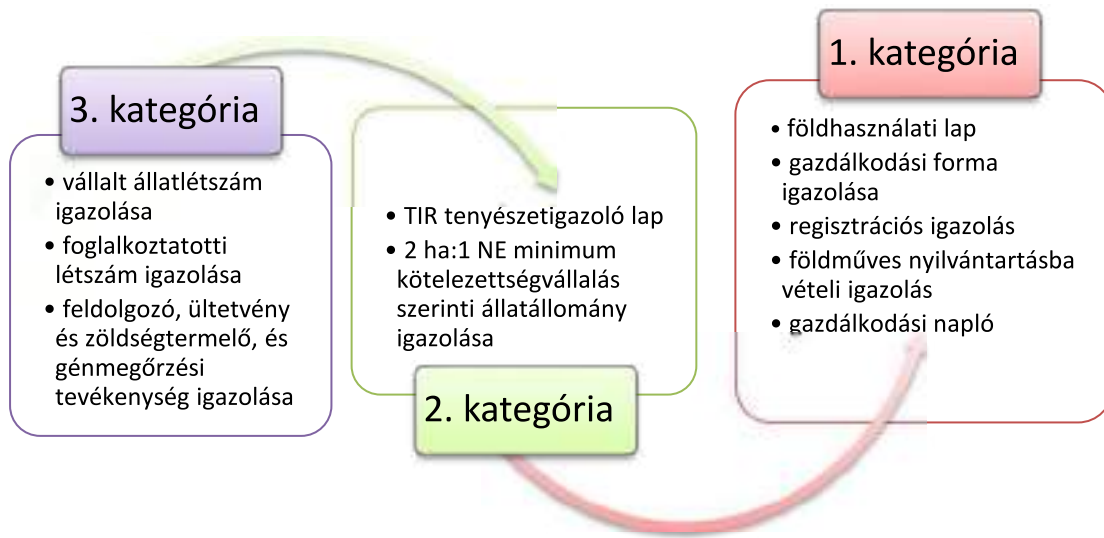 3. kategória
• vállalt állatlétszám
igazolása
• foglalkoztatotti
létszám igazolása
• feldolgozó, ültetvény
és zöldségtermelő, és
génmegőrzési
tevékenység igazolása
• TIR tenyészetigazoló lap
• 2 ha:1 NE minimum
kötelezettségvállalás
szerinti állatállomány
igazolása
2. kategória
1. kategória
• földhasználati lap
• gazdálkodási forma
igazolása
• regisztrációs igazolás
• földműves nyilvántartásba
vételi igazolás
• gazdálkodási napló